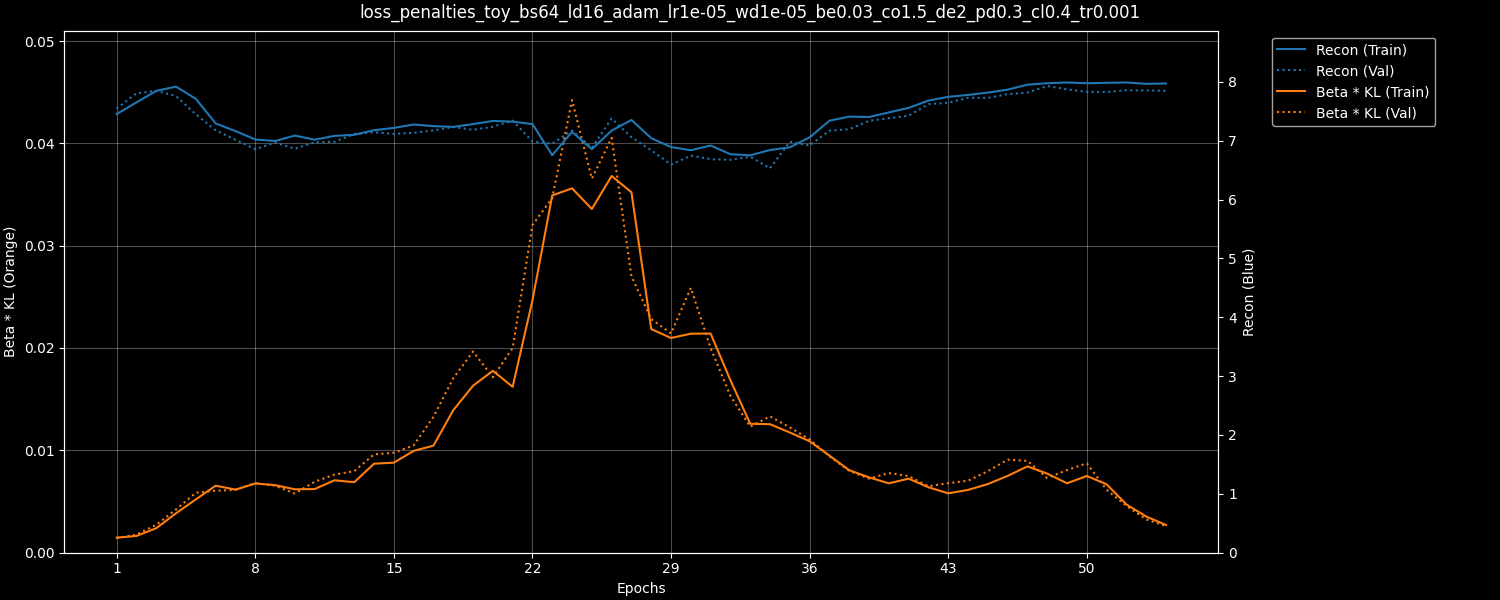 loss_penalties_toy_bs64_ld16_adam_lr1e-05_wd1e-05_be0.03_co1.5_de2_pd0.3_cl0.4_tr0.001
Recon (Train)
Recon (Val)
Beta * KL (Train)
Beta * KL (Val)
Beta * KL (Orange)
0.05
0.04
0.03
0.02
0.01
0.00
8
7
6
5
4
3
2
1
0
Recon (Blue)
1 8 15 22 29 36 43 50
Epochs